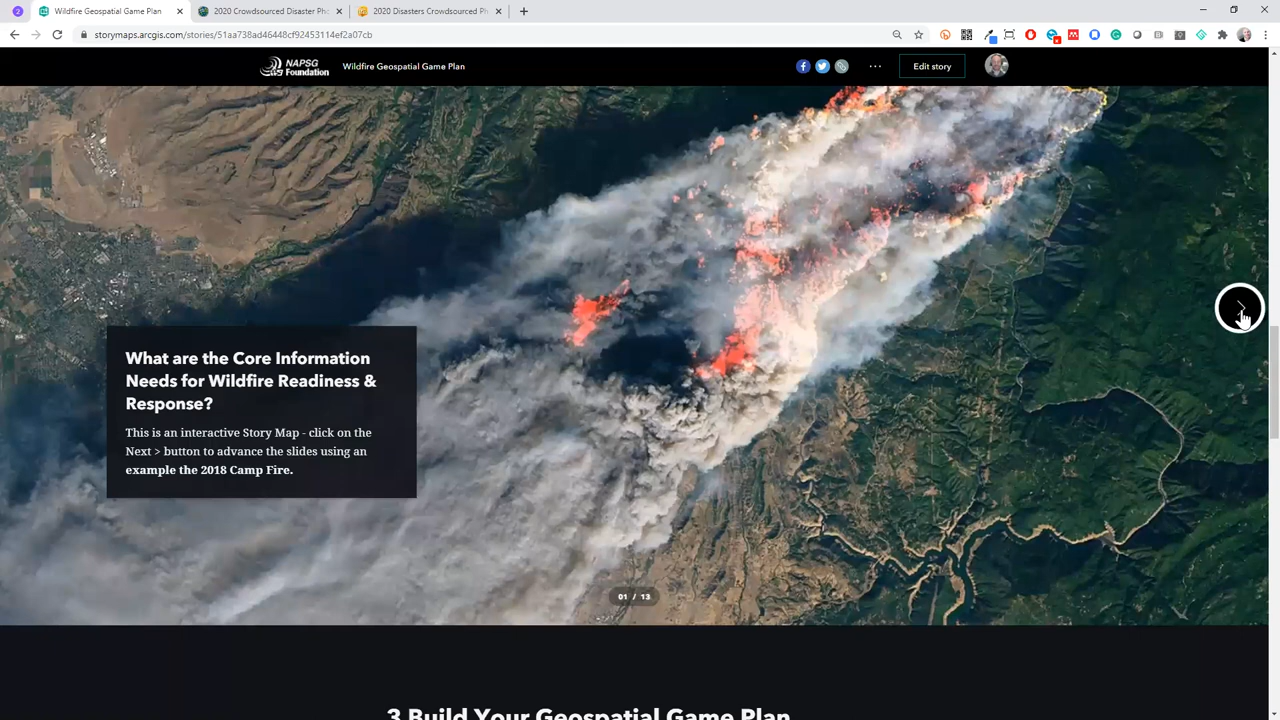 2
Wildfire Geospatial Game Plan
2020 Crowdsourced Disaster Ph
2020 Disasters Crowdsourced Ph
storymaps.arcgis.com/stories/51aa738ad46448cf92453114ef2a07cb
NAPSG
Foundation
Wildfire Geospatial Game Plan
Edit story
What are the Core Information
Needs for Wildfire Readiness &
Response?
This is an interactive Story Map - click on the
Next > button to advance the slides using an
example the 2018 Camp Fire.
01 / 13
3 Build Your Geospatial Game Plan